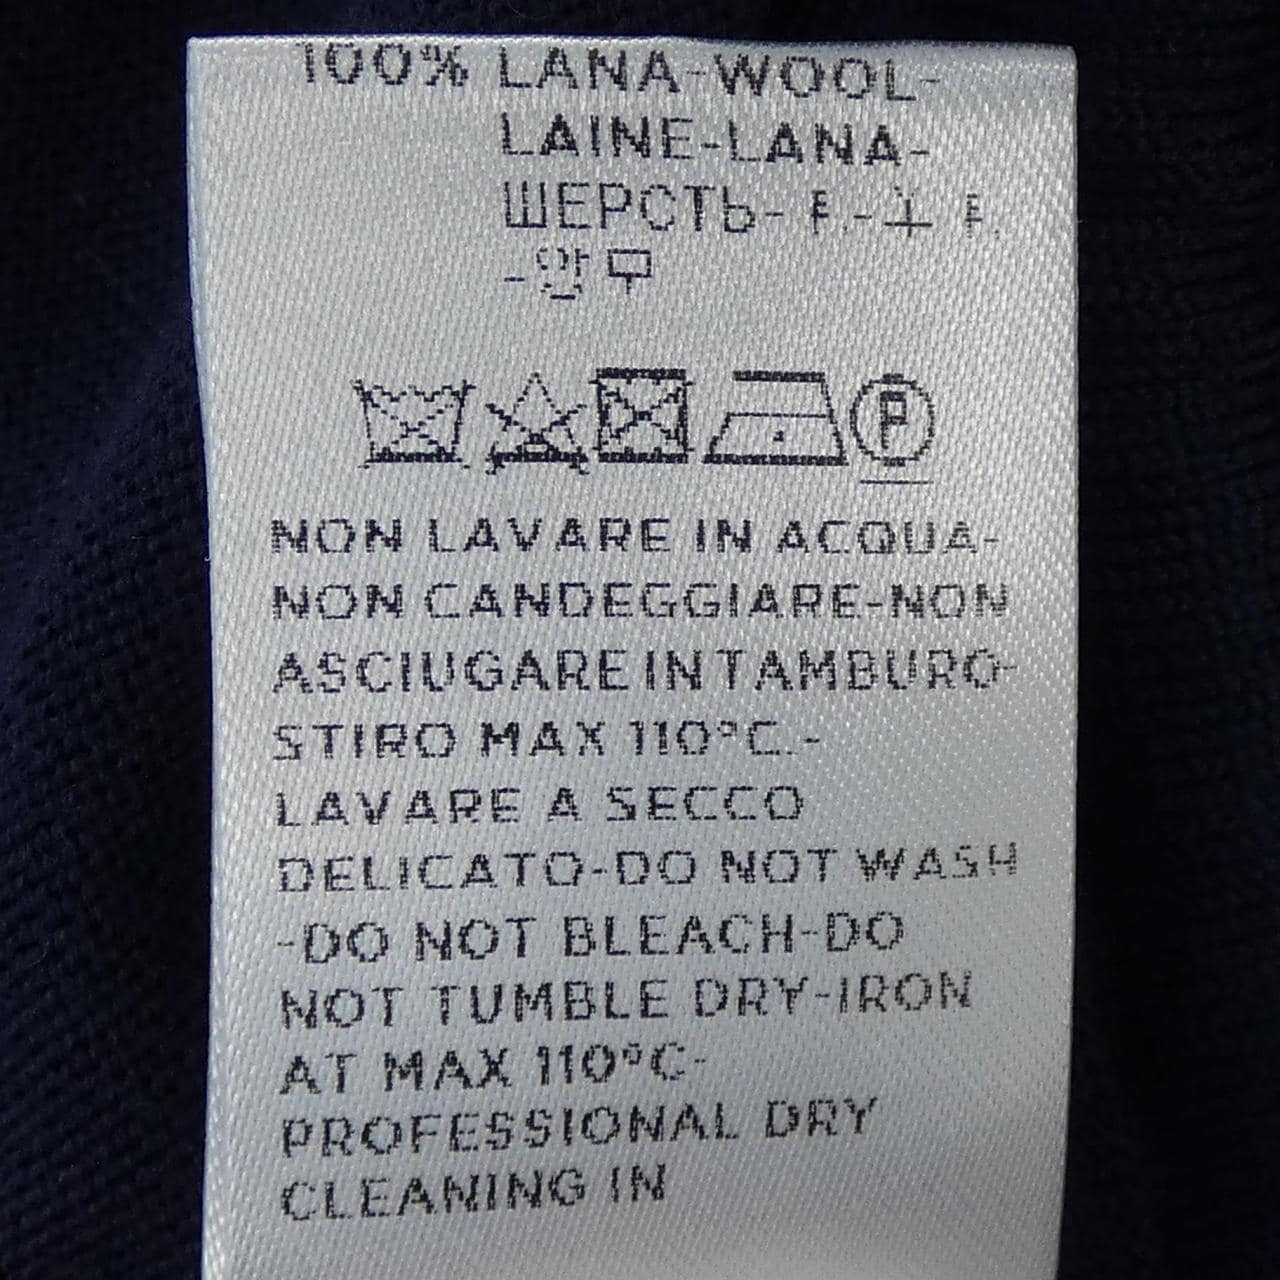 100% LANA-WOOL-
LAINE-LANA-
ШЕРСТЬ-
NON LAVARE IN ACQUA-
NON CANDEGGIARE-NON
ASCIUGARE IN TAMBURO-
STIRO MAX 110°C.-
LAVARE A SECCO
DELICATO-DO NOT WASH
-DO NOT BLEACH-DO
NOT TUMBLE DRY-IRON
AT MAX 110°C-
PROFESSIONAL DRY
CLEANING IN